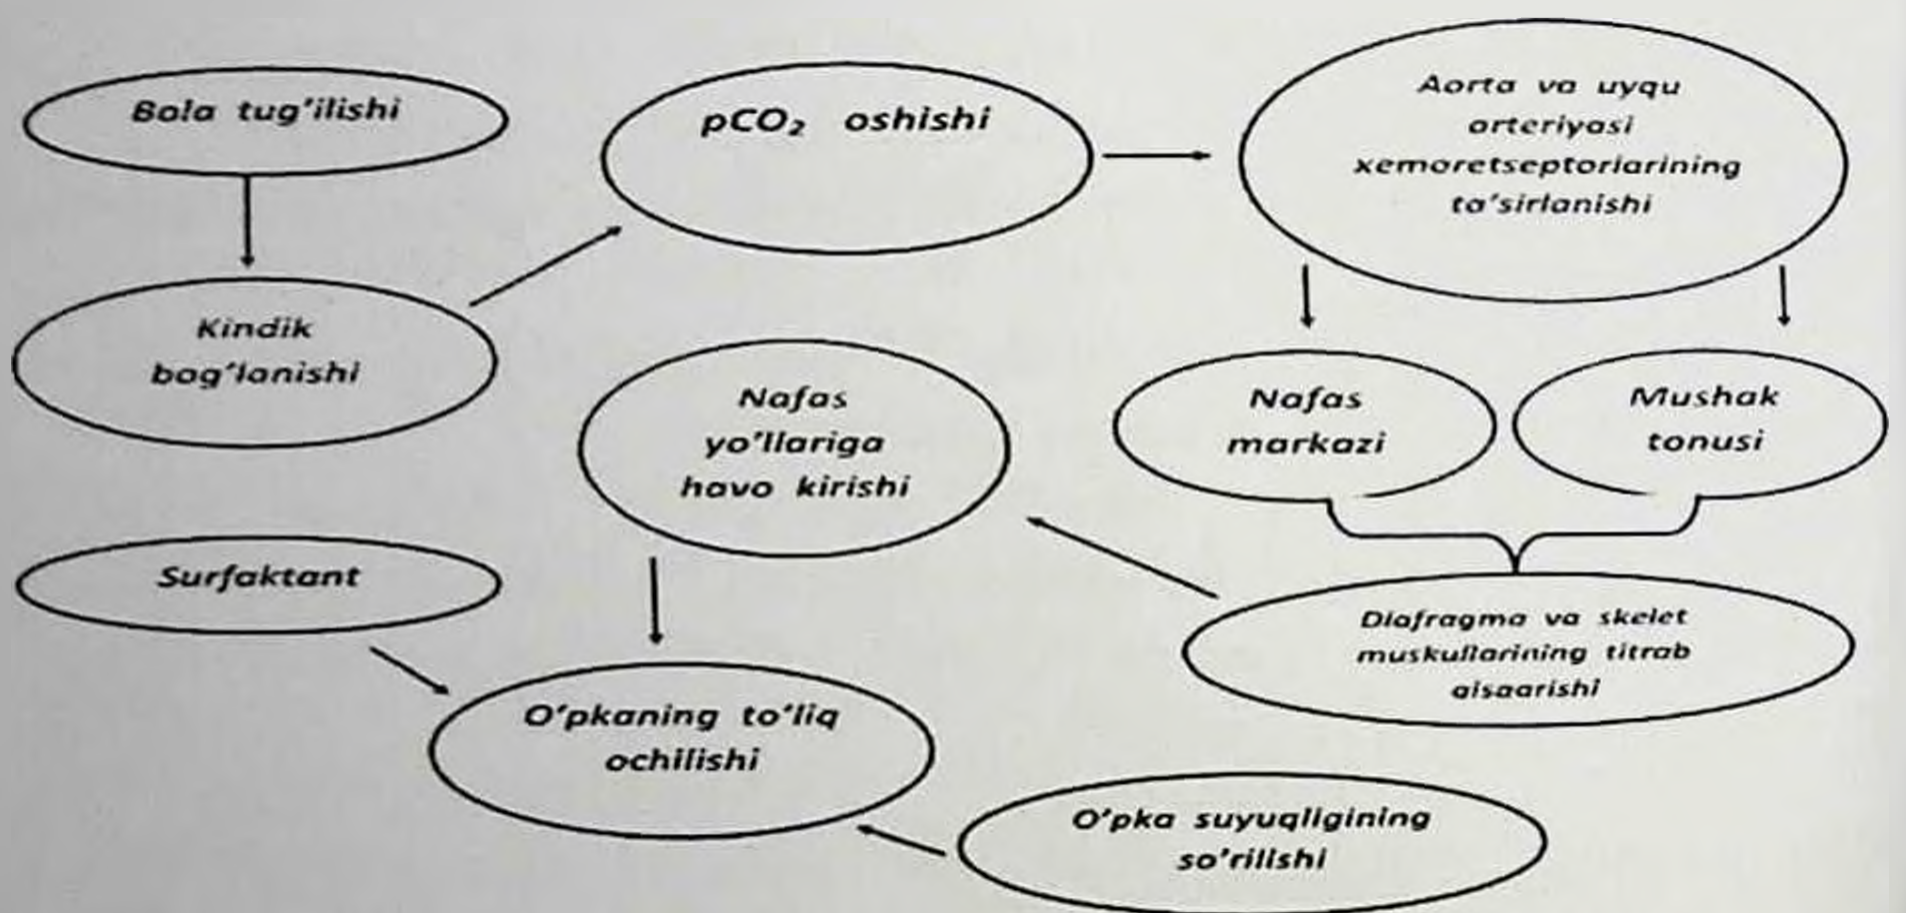 Bola tug'ilishi
pCO₂ oshishi
Aorta va uyqu
arteriyasi
xemoretseptorlarining
ta'sirlanishi
Kindik
bog'lanishi
Nafas
yo'llariga
havo kirishi
Nafas
markazi
Mushak
tonusi
Surfaktant
Diafragma va skelet
muskullarining titrab
qisqarishi
O'pkaning to'liq
ochilishi
O'pka suyuqligining
so'rilishi